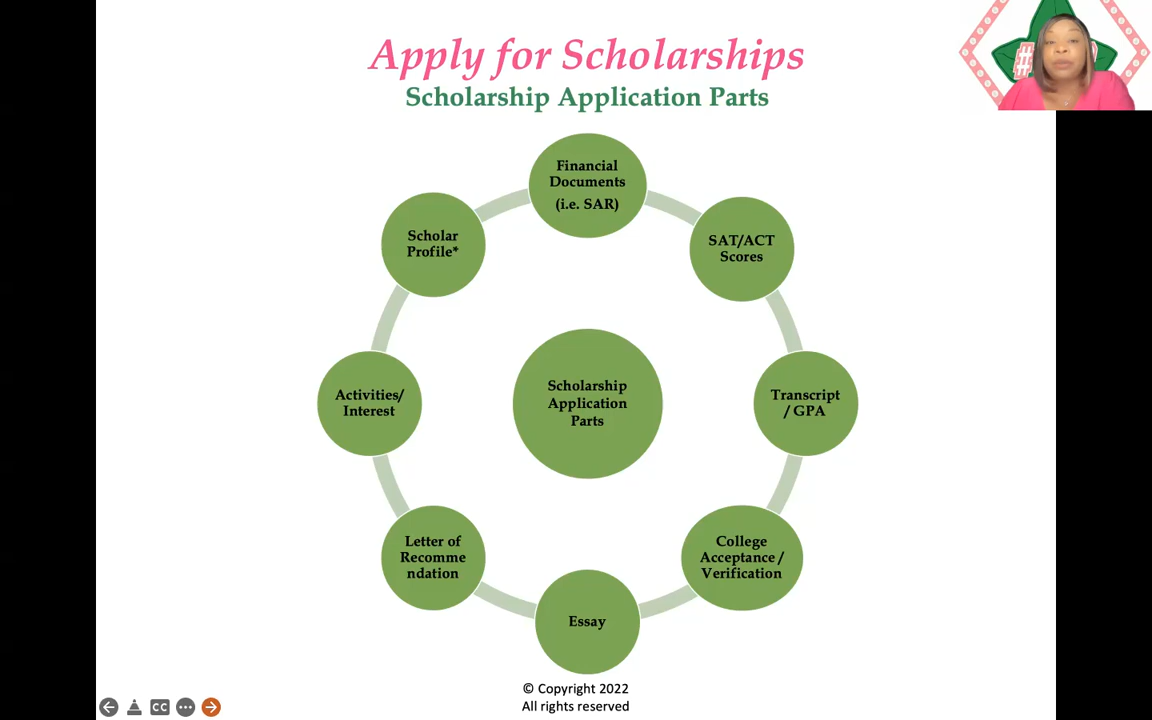 Apply for Scholarships
Scholarship Application Parts
Financial
Documents
(i.e. SAR)
SAT/ACT
Scores
Transcript
/ GPA
College
Acceptance /
Verification
Essay
Letter of
Recomme
ndation
Activities/
Interest
Scholar
Profile*
Scholarship
Application
Parts
© Copyright 2022
All rights reserved
CC
#